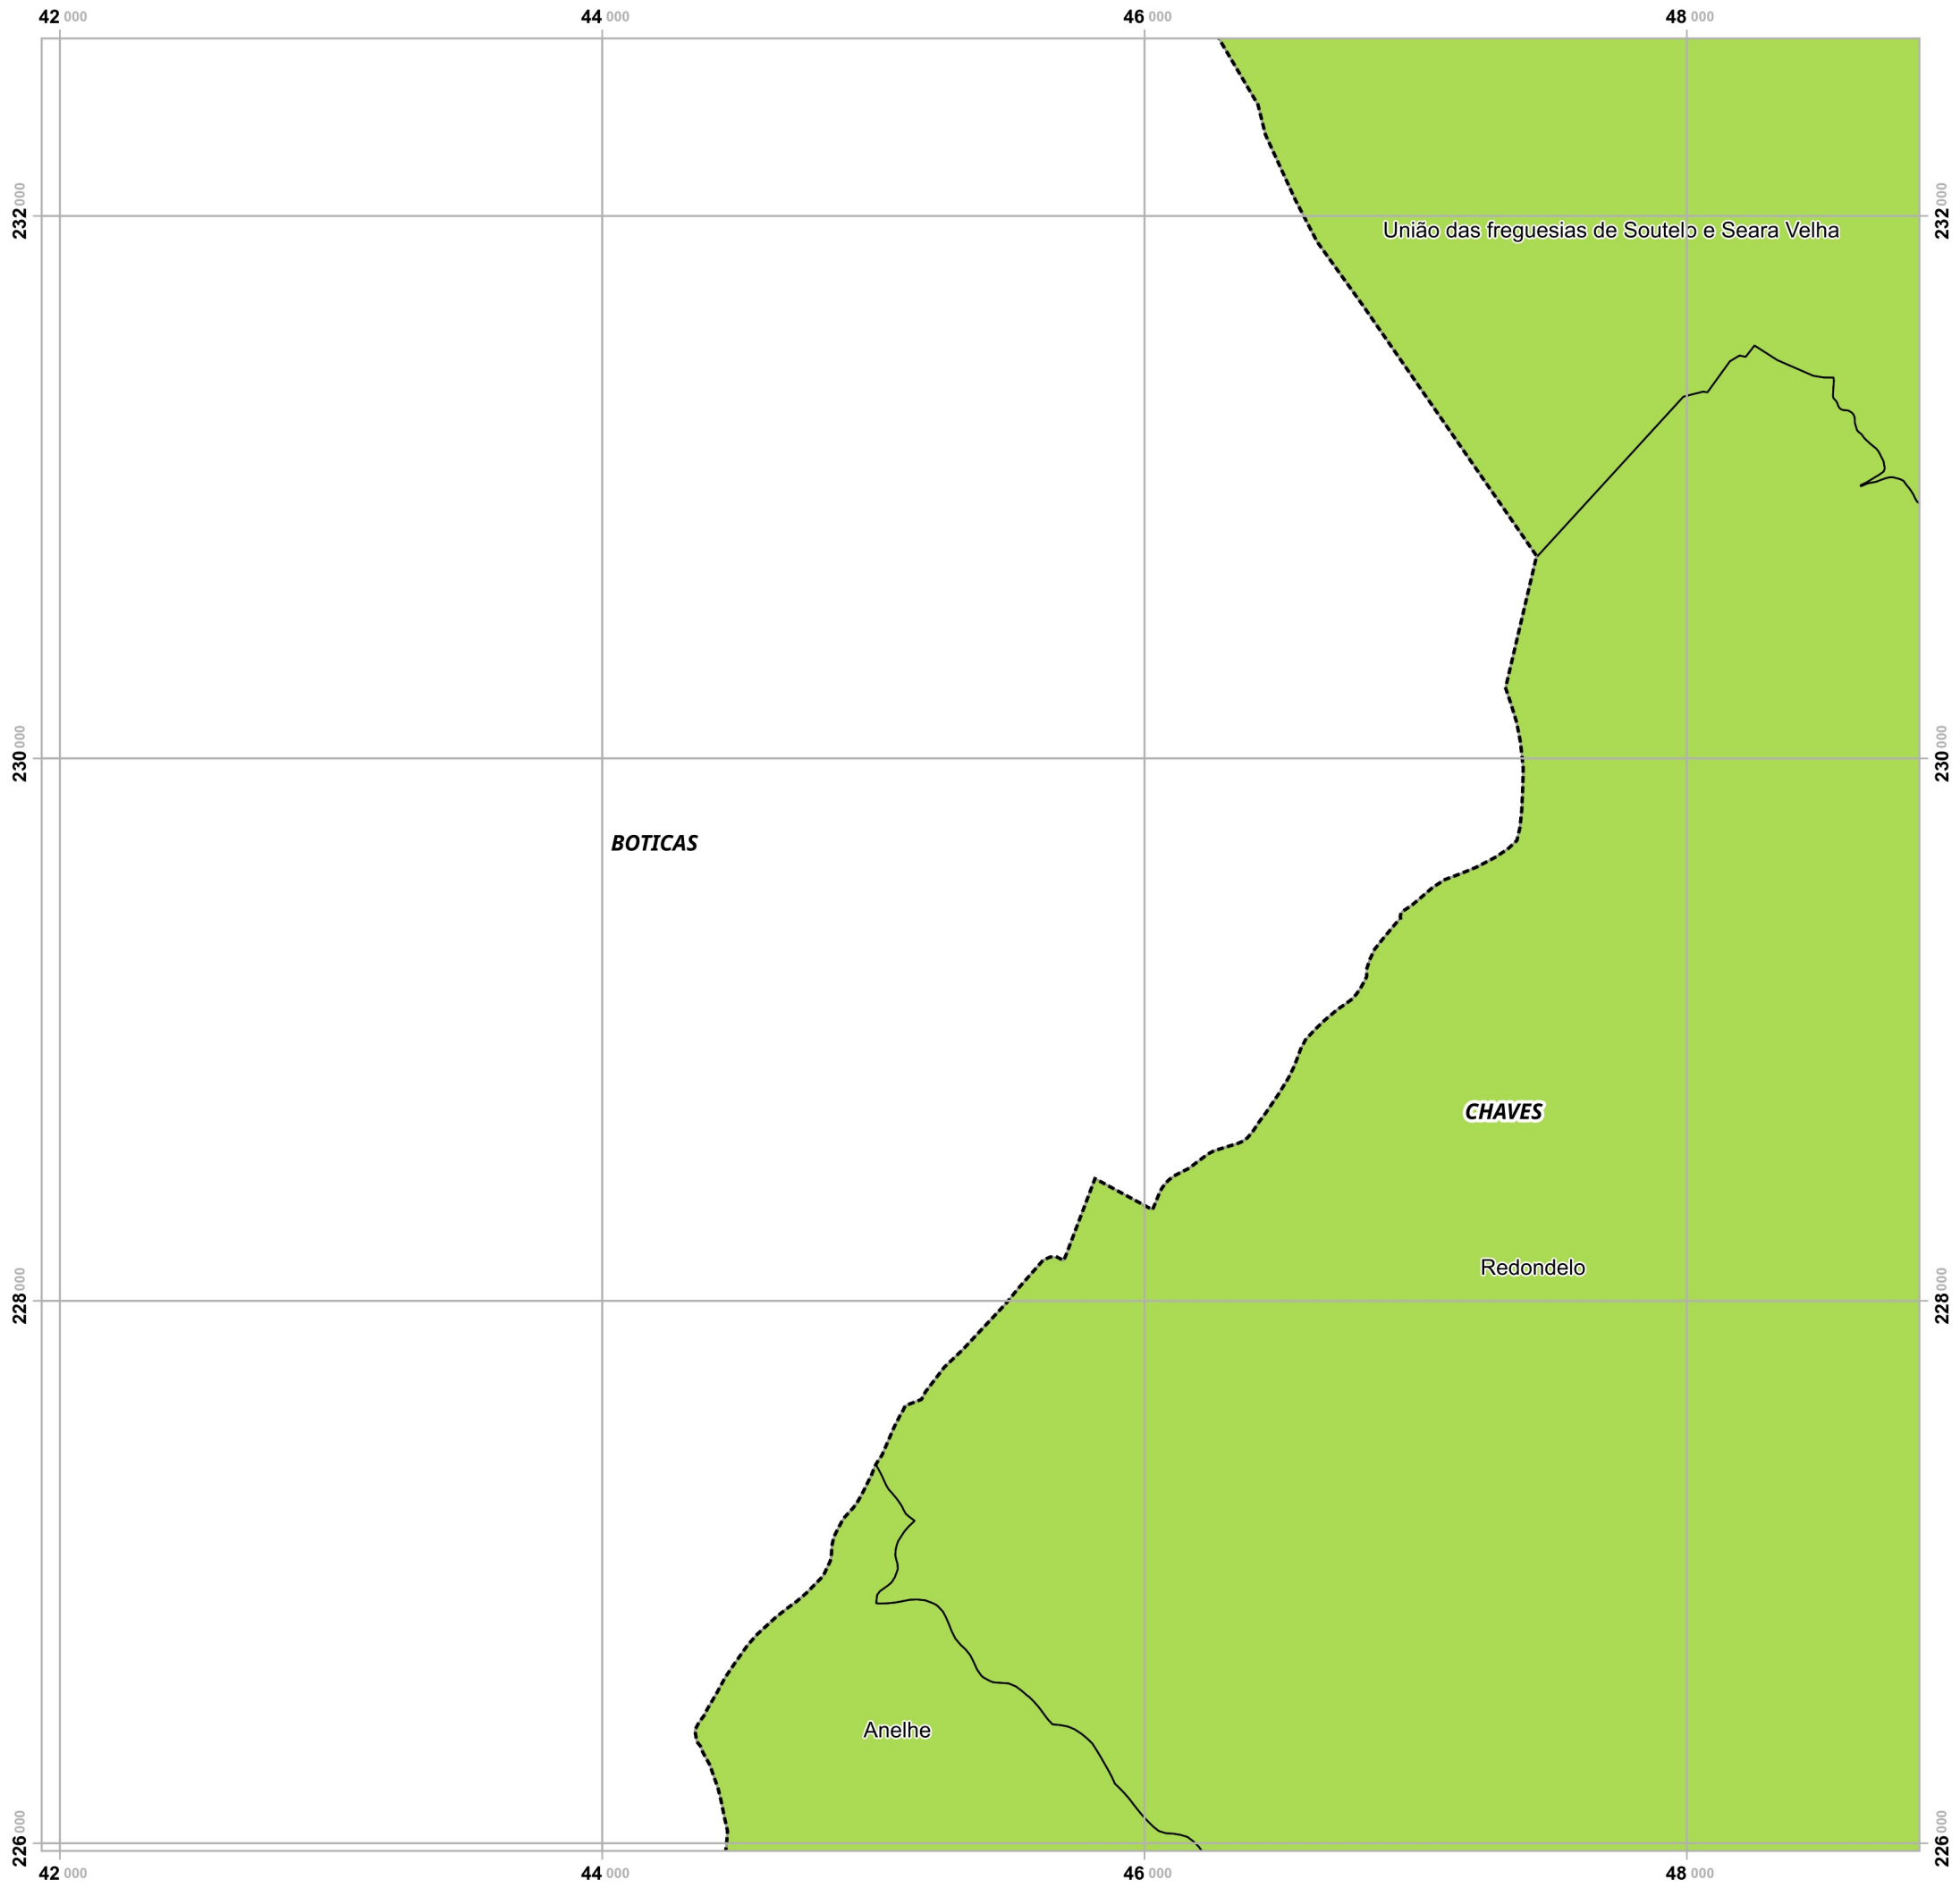 42 000 44 000 46 000 48 000
232 000 232 000
União das freguesias de Soutelo e Seara Velha
230 000 230 000
BOTICAS
CHAVES
Redondelo
228 000 228 000
Anelhe
226 000 226 000
42 000 44 000 46 000 48 000